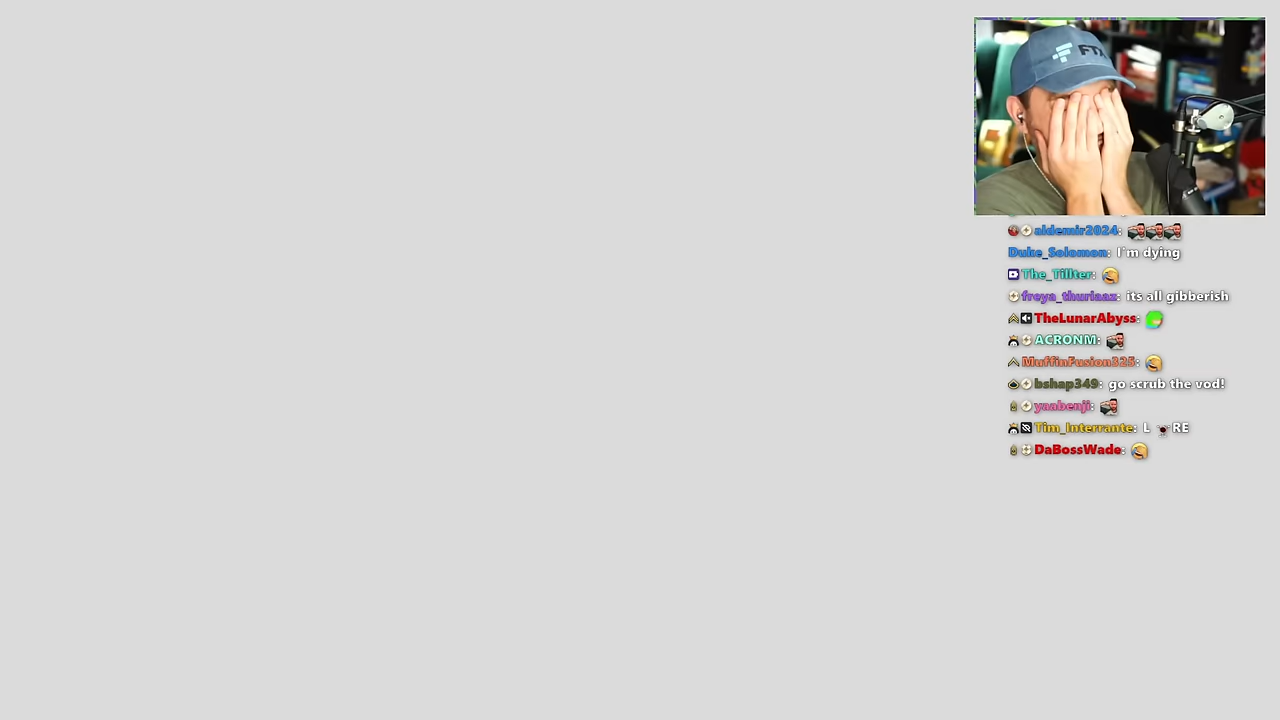 FTX
aldemir2024:
Duke_Solomon: I'm dying
The_Tillter:
freya_thuriaaz: its all gibberish
TheLunarAbyss:
ACRONM:
MuffinFusion325:
bshap349: go scrub the vod!
yaabenji:
Tim_Interrante: L RE
DaBossWade: